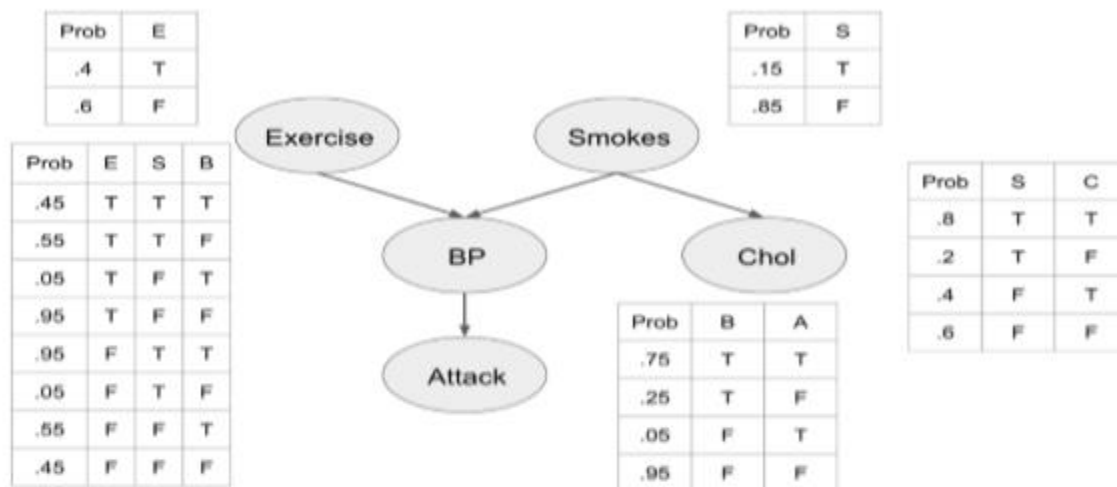 Prob E
.4 T
.6 F
Prob S
.15 T
.85 F
Exercise
Smokes
Prob E S B
.45 T T T
.55 T T F
.05 T F T
.95 T F F
.95 F T T
.05 F T F
.55 F F T
.45 F F F
BP
Chol
Prob S C
.8 T T
.2 T F
.4 F T
.6 F F
Attack
Prob B A
.75 T T
.25 T F
.05 F T
.95 F F